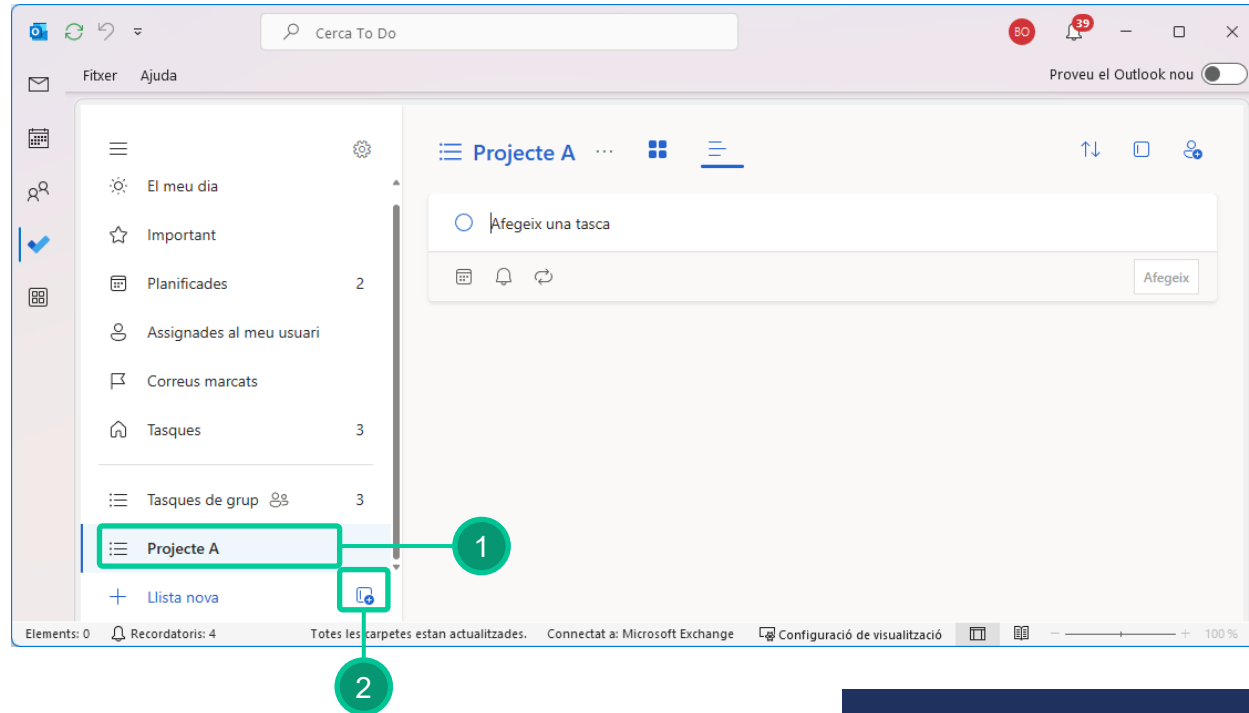 Cerca To Do
BO
39
Fitxer Ajuda
Proveu el Outlook nou
El meu dia
Important
Planificades 2
Assignades al meu usuari
Correus marcats
Tasques 3
Tasques de grup 3
Projecte A
Llista nova
Projecte A
Afegeix una tasca
Afegeix
1
Elements: 0 Recordatoris: 4 Totes les carpetes estan actualitzades. Connectat a: Microsoft Exchange Configuració de visualització 100 %
2